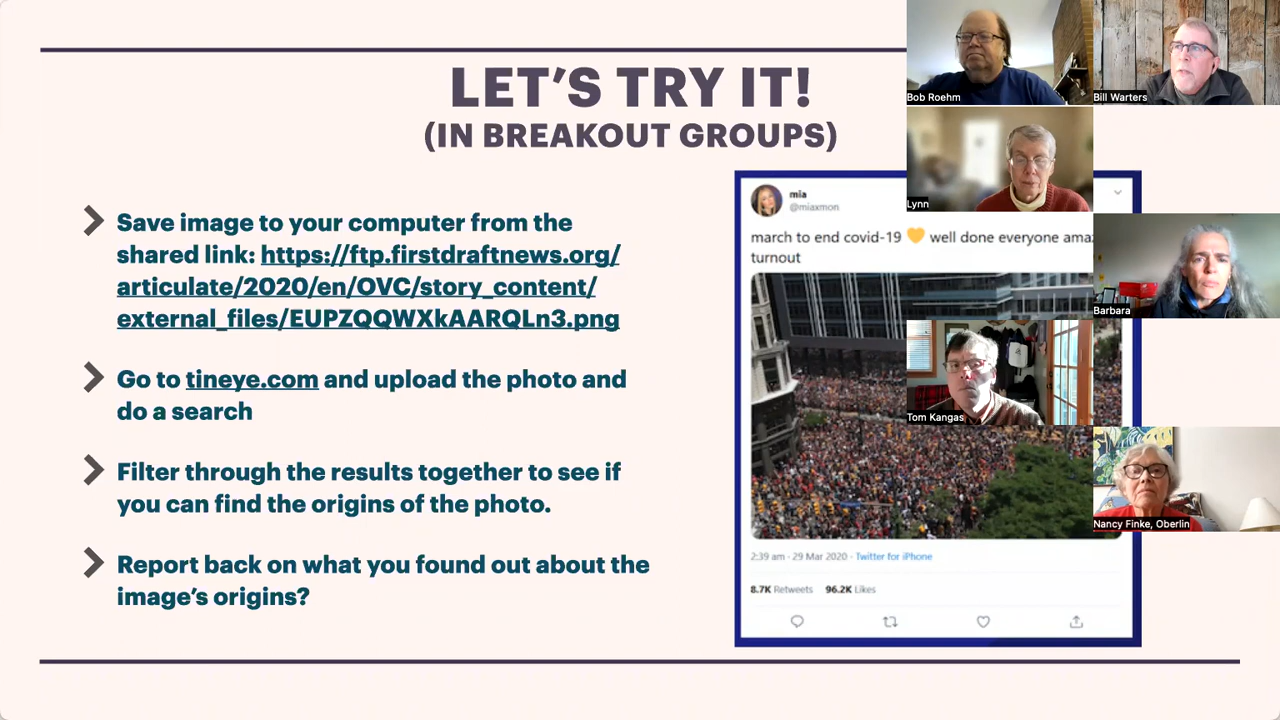 LET'S TRY IT!
(IN BREAKOUT GROUPS)
Save image to your computer from the
shared link: https://ftp.firstdraftnews.org/
articulate/2020/en/OVC/story_content/
external_files/EUPZQQWXkAARQLn3.png
Go to tineye.com and upload the photo and
do a search
Filter through the results together to see if
you can find the origins of the photo.
Report back on what you found out about the
image's origins?
mia
@miaxmon
march to end covid-19 💛 well done everyone ama
turnout
2:39 am · 29 Mar 2020 · Twitter for iPhone
8.7K Retweets 96.2K Likes
Bob Roehm
Bill Warters
Lynn
Barbara
Tom Kangas
Nancy Finke, Oberlin